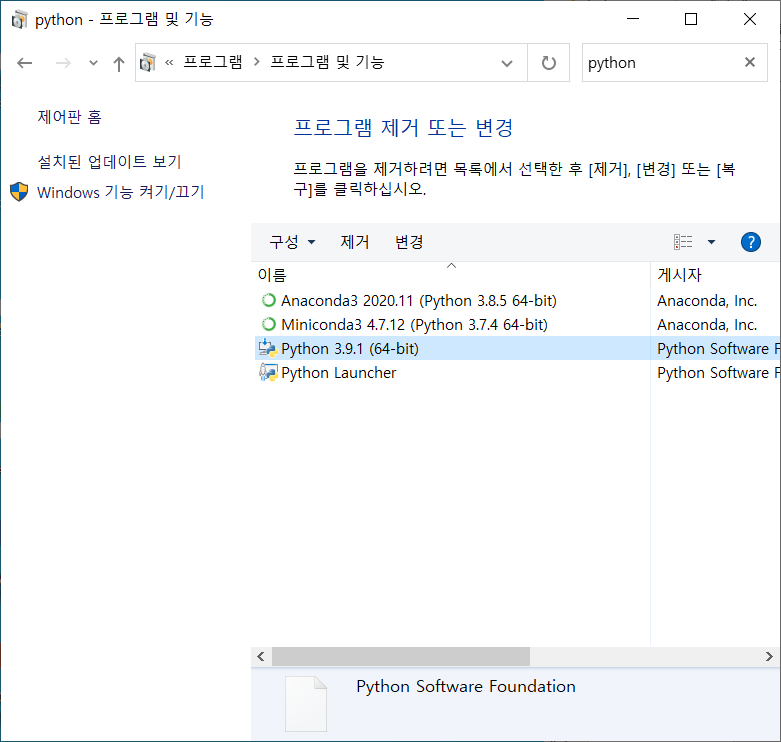 python - 프로그램 및 기능
« 프로그램 > 프로그램 및 기능
python
제어판 홈
설치된 업데이트 보기
Windows 기능 켜기/끄기
프로그램 제거 또는 변경
프로그램을 제거하려면 목록에서 선택한 후 [제거], [변경] 또는 [복
구]를 클릭하십시오.
구성 제거 변경
이름 게시자
Anaconda3 2020.11 (Python 3.8.5 64-bit) Anaconda, Inc.
Miniconda3 4.7.12 (Python 3.7.4 64-bit) Anaconda, Inc.
Python 3.9.1 (64-bit) Python Software F
Python Launcher Python Software F
Python Software Foundation